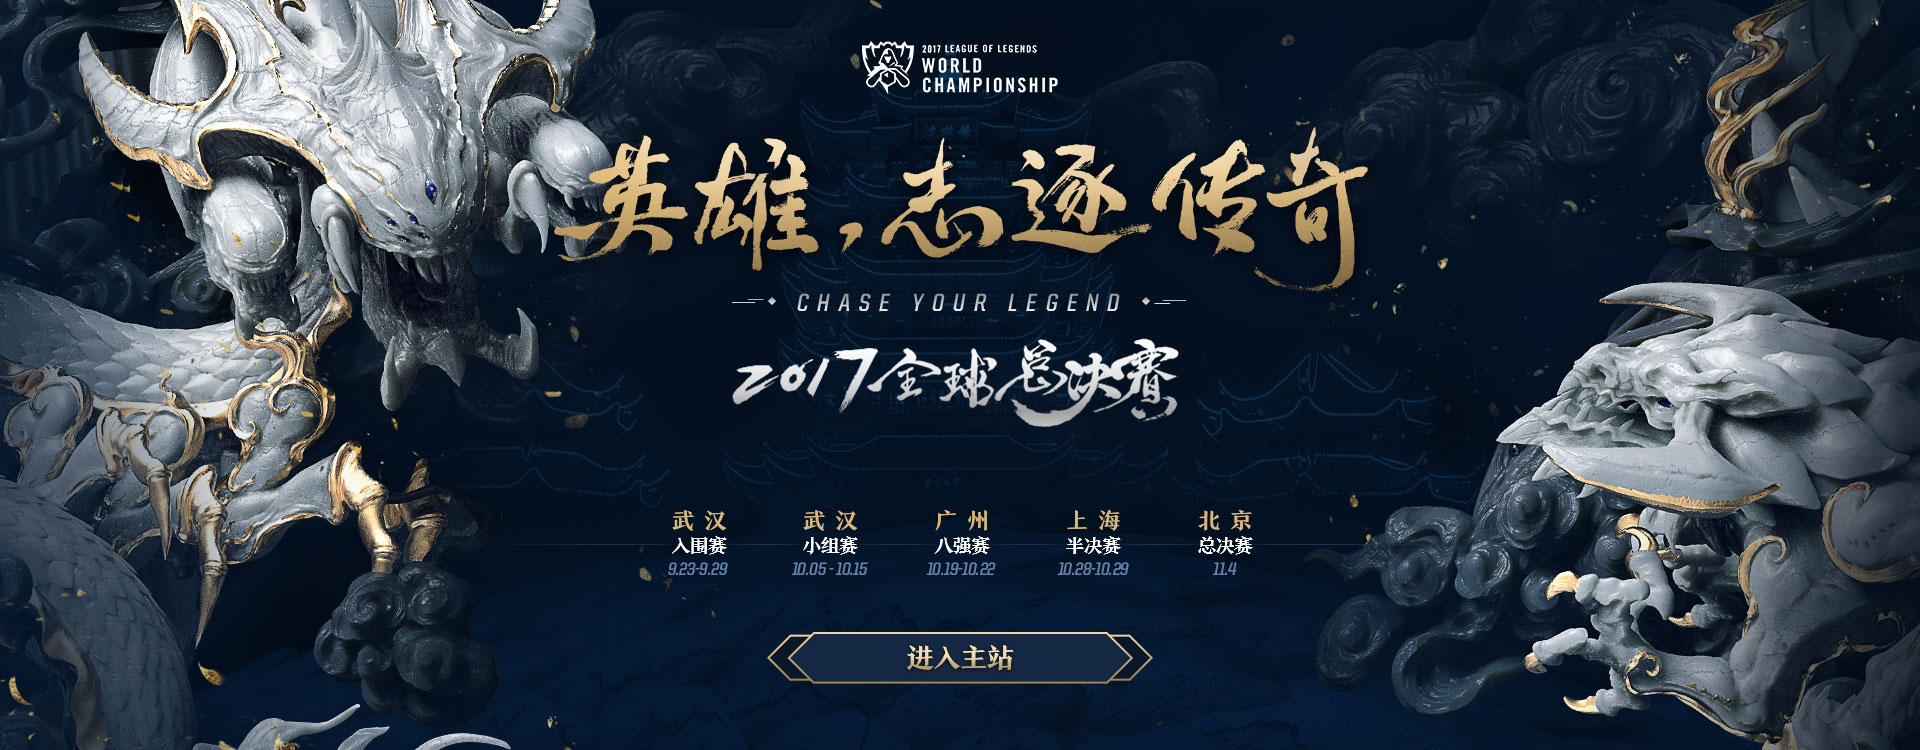 2017 LEAGUE OF LEGENDS
WORLD
CHAMPIONSHIP
英雄,志逐传奇
CHASE YOUR LEGEND
2017全球总决赛
武汉 武汉 广州 上海 北京
入围赛 小组赛 八强赛 半决赛 总决赛
9.23-9.29 10.05 - 10.15 10.19-10.22 10.28-10.29 11.4
进入主站